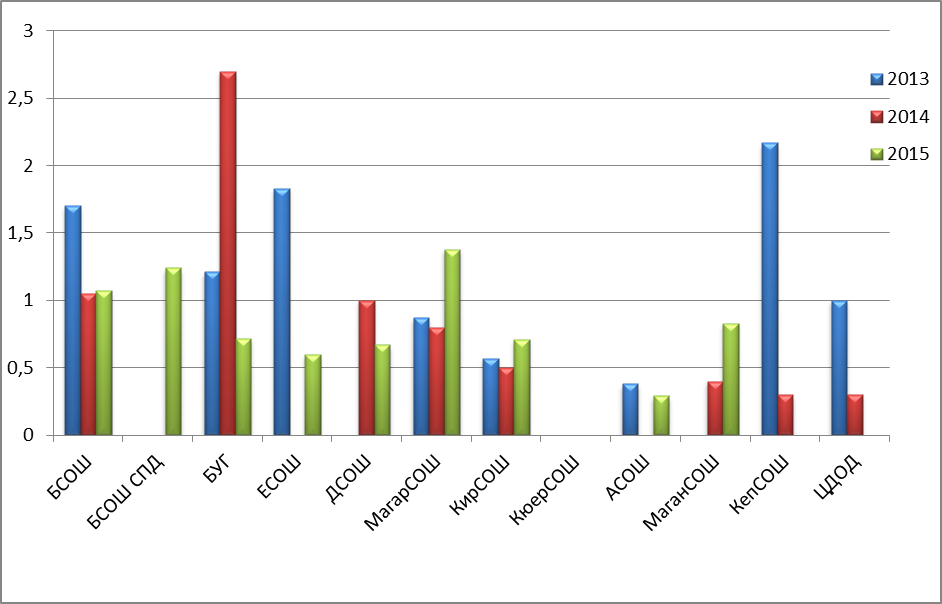 3
2,5
2
1,5
1
0,5
0
2013
2014
2015
БСОШ
БСОШ СПД
БУГ
ЕСОШ
ДСОШ
МагарСОШ
КирСОШ
КюерСОШ
АСОШ
МаганСОШ
КепСОШ
ЦДОД